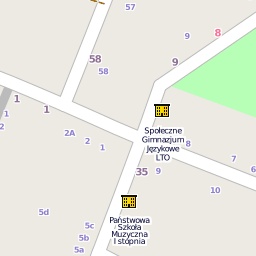 57
8
9
58
58
1
1
2
2A
2
1
Społeczne
Gimnazjum
Językowe
LTO
8
7
6
35
9
10
5d
5c
5b
5a
Państwowa
Szkoła
Muzyczna
I stopnia